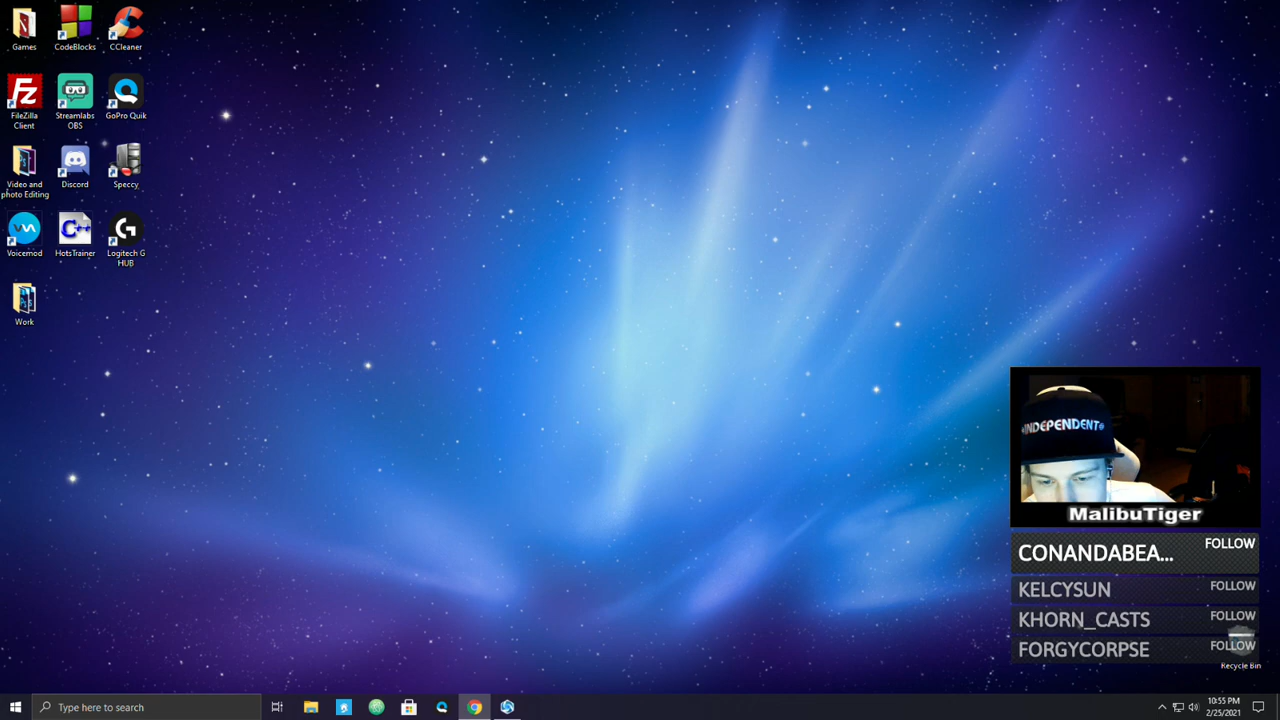 Games
CodeBlocks
CCleaner
FileZilla
Client
Streamlabs
OBS
GoPro Quik
Video and
photo Editing
Discord
Speccy
Voicemod
HotsTrainer
Logitech G
HUB
Work
INDEPENDENT
MalibuTiger
CONANDABEA... FOLLOW
KELCYSUN FOLLOW
KHORN_CASTS FOLLOW
FORGYCORPSE FOLLOW
Recycle Bin
Type here to search
10:55 PM
2/25/2021